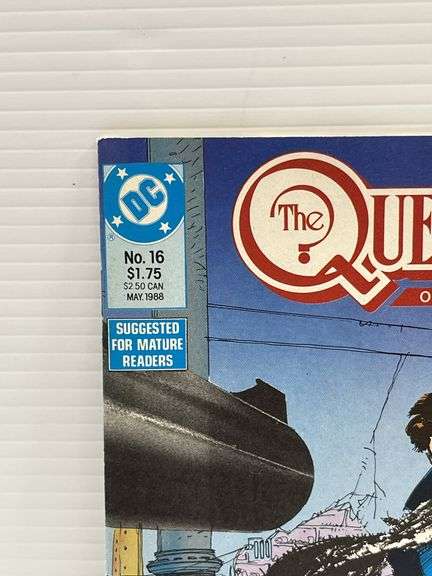 DC
®
No. 16
$1.75
$2.50 CAN
MAY. 1988
SUGGESTED
FOR MATURE
READERS
The
QUE
O